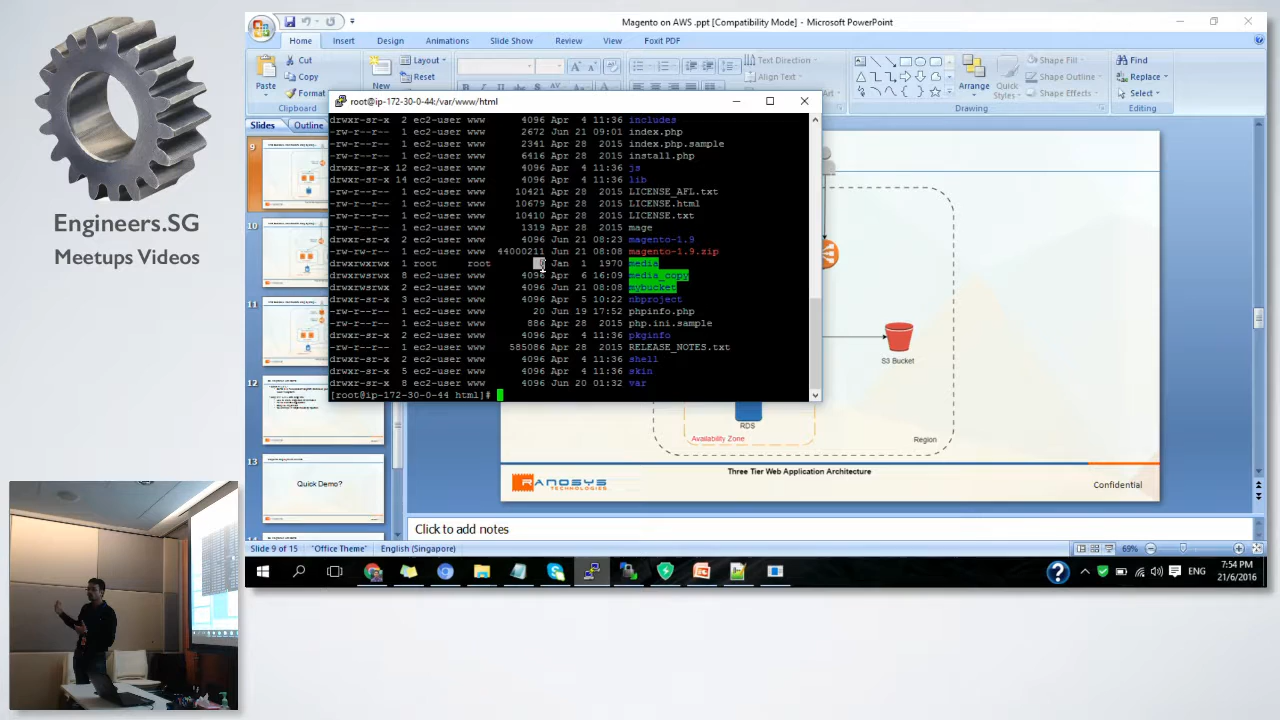 Engineers.SG
Meetups Videos
Magento on AWS .ppt [Compatibility Mode] - Microsoft PowerPoint
Home Insert Design Animations Slide Show Review View Foxit PDF
Cut
Copy
Format
Paste
Clipboard
New
Layout
Reset
Text Direction
Align Text
Arrange
Quick
Styles
Shape Fill
Shape Outline
Shape Effects
Drawing
Find
Replace
Select
Editing
Slides Outline
9
10
11
12
13
Quick Demo?
root@ip-172-30-0-44:/var/www/html
drwxr-sr-x 2 ec2-user www 4096 Apr 4 11:36 includes
-rw-r--r-- 1 ec2-user www 2672 Jun 21 09:01 index.php
-rw-r--r-- 1 ec2-user www 2341 Apr 28 2015 index.php.sample
-rw-r--r-- 1 ec2-user www 6416 Apr 28 2015 install.php
drwxr-sr-x 12 ec2-user www 4096 Apr 4 11:36 js
drwxr-sr-x 14 ec2-user www 4096 Apr 4 11:36 lib
-rw-r--r-- 1 ec2-user www 10421 Apr 28 2015 LICENSE_AFL.txt
-rw-r--r-- 1 ec2-user www 10679 Apr 28 2015 LICENSE.html
-rw-r--r-- 1 ec2-user www 10410 Apr 28 2015 LICENSE.txt
-rw-r--r-- 1 ec2-user www 1319 Apr 28 2015 mage
drwxr-sr-x 2 ec2-user www 4096 Jun 21 08:23 magento-1.9
-rw-r--r-- 1 ec2-user www 44000211 Jun 21 08:08 magento-1.9.zip
drwxrwxrwx 1 root root Jan 1 1970 media
drwxrwsrwx 8 ec2-user www 4096 Apr 6 16:09 media_copy
drwxrwsrwx 2 ec2-user www 4096 Jun 21 08:08 mybucket
drwxr-sr-x 3 ec2-user www 4096 Apr 5 10:22 nbproject
-rw-r--r-- 1 ec2-user www 20 Jun 19 17:52 phpinfo.php
-rw-r--r-- 1 ec2-user www 886 Apr 28 2015 php.ini.sample
drwxr-sr-x 2 ec2-user www 4096 Apr 4 11:36 pkginfo
-rw-r--r-- 1 ec2-user www 585086 Apr 28 2015 RELEASE_NOTES.txt
drwxr-sr-x 2 ec2-user www 4096 Apr 4 11:36 shell
drwxr-sr-x 5 ec2-user www 4096 Apr 4 11:36 skin
drwxr-sr-x 8 ec2-user www 4096 Jun 20 01:32 var
[root@ip-172-30-0-44 html]#
S3 Bucket
RDS
Availability Zone
Region
Three Tier Web Application Architecture
RANOSYS
TECHNOLOGIES
Confidential
Click to add notes
Slide 9 of 15 "Office Theme" English (Singapore) 69%
ENG
7:54 PM
21/6/2016